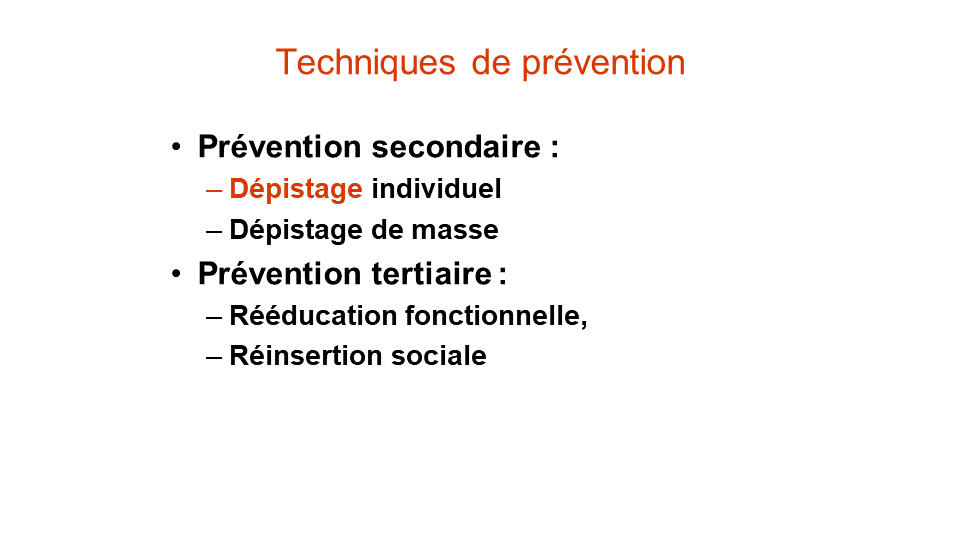 Techniques de prévention
• Prévention secondaire :
– Dépistage individuel
– Dépistage de masse
• Prévention tertiaire :
– Rééducation fonctionnelle,
– Réinsertion sociale